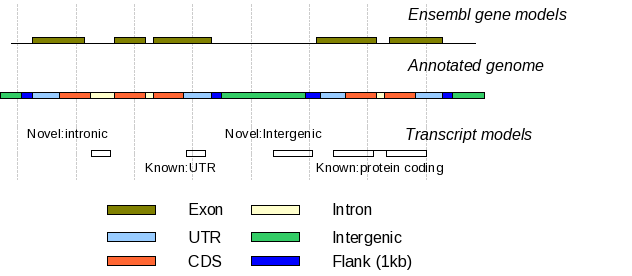 Ensembl gene models
Annotated genome
Novel:intronic
Novel:Intergenic
Transcript models
Known:UTR
Known:protein coding
Exon
Intron
UTR
Intergenic
CDS
Flank (1kb)